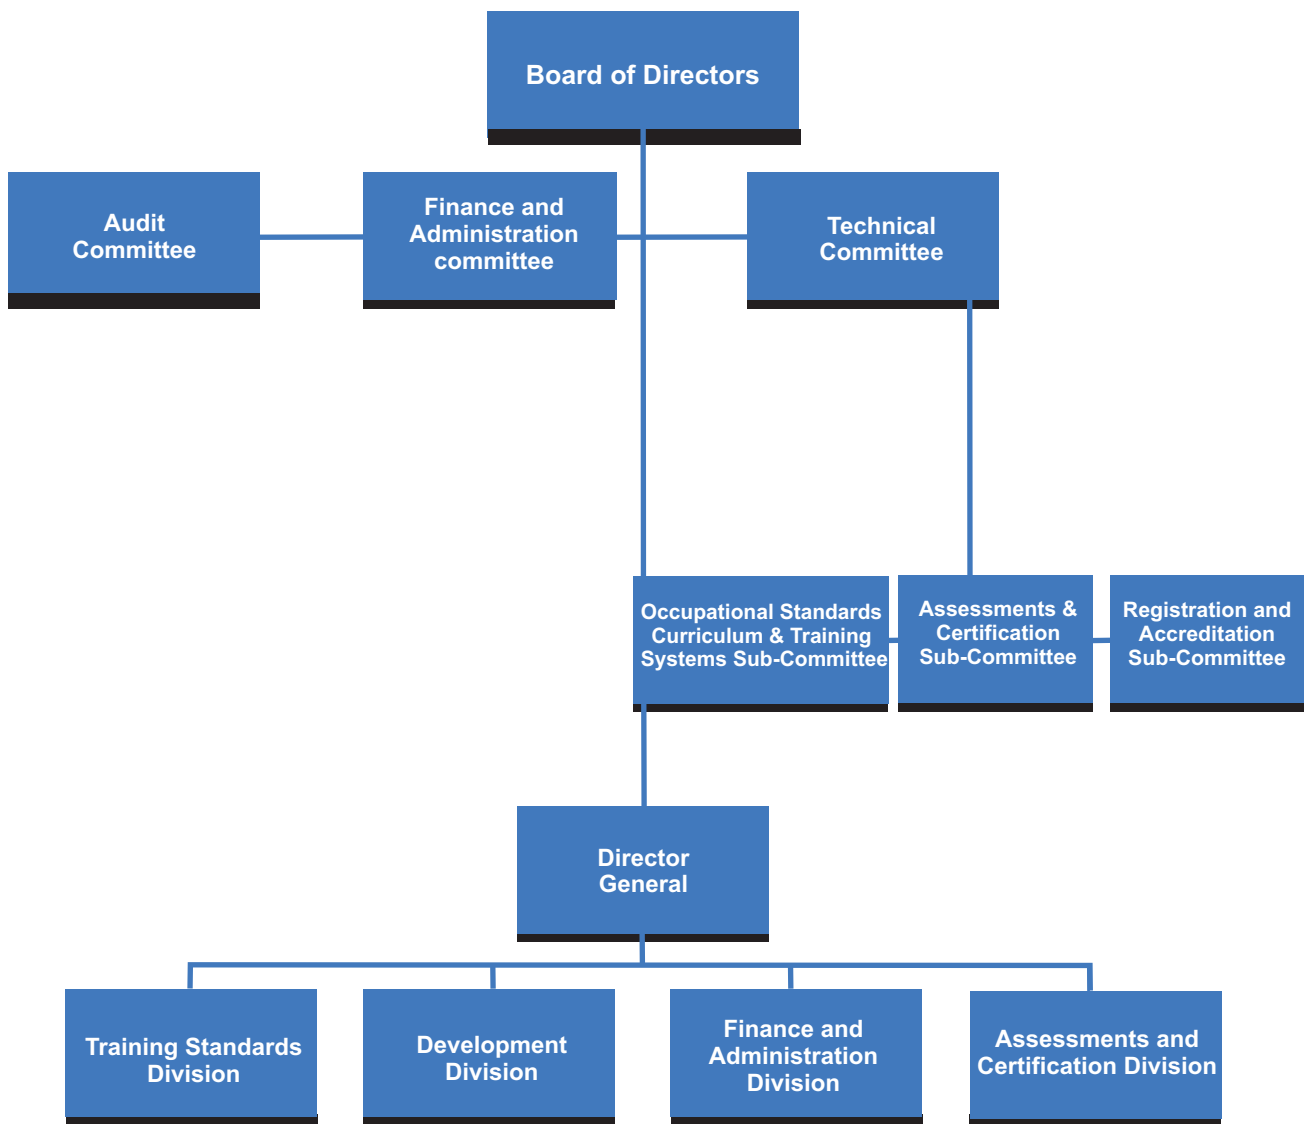 Board of Directors
Audit
Committee
Finance and
Administration
committee
Technical
Committee
Occupational Standards
Curriculum & Training
Systems Sub-Committee
Assessments &
Certification
Sub-Committee
Registration and
Accreditation
Sub-Committee
Director
General
Training Standards
Division
Development
Division
Finance and
Administration
Division
Assessments and
Certification Division